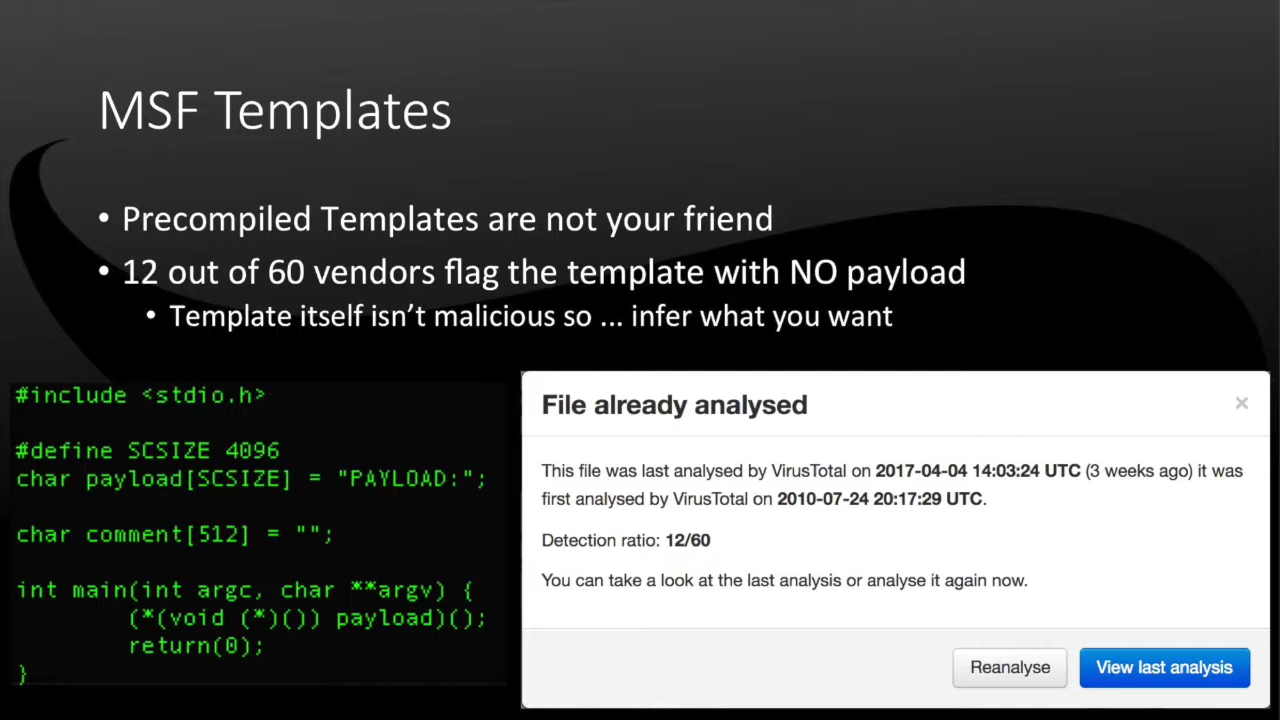 MSF Templates
• Precompiled Templates are not your friend
• 12 out of 60 vendors flag the template with NO payload
• Template itself isn’t malicious so ... infer what you want
#include <stdio.h>
#define SCSIZE 4096
char payload[SCSIZE] = "PAYLOAD:";
char comment[512] = "";
int main(int argc, char **argv) {
(*(void (*)()) payload)();
return(0);
}
File already analysed
×
This file was last analysed by VirusTotal on 2017-04-04 14:03:24 UTC (3 weeks ago) it was
first analysed by VirusTotal on 2010-07-24 20:17:29 UTC.
Detection ratio: 12/60
You can take a look at the last analysis or analyse it again now.
Reanalyse
View last analysis